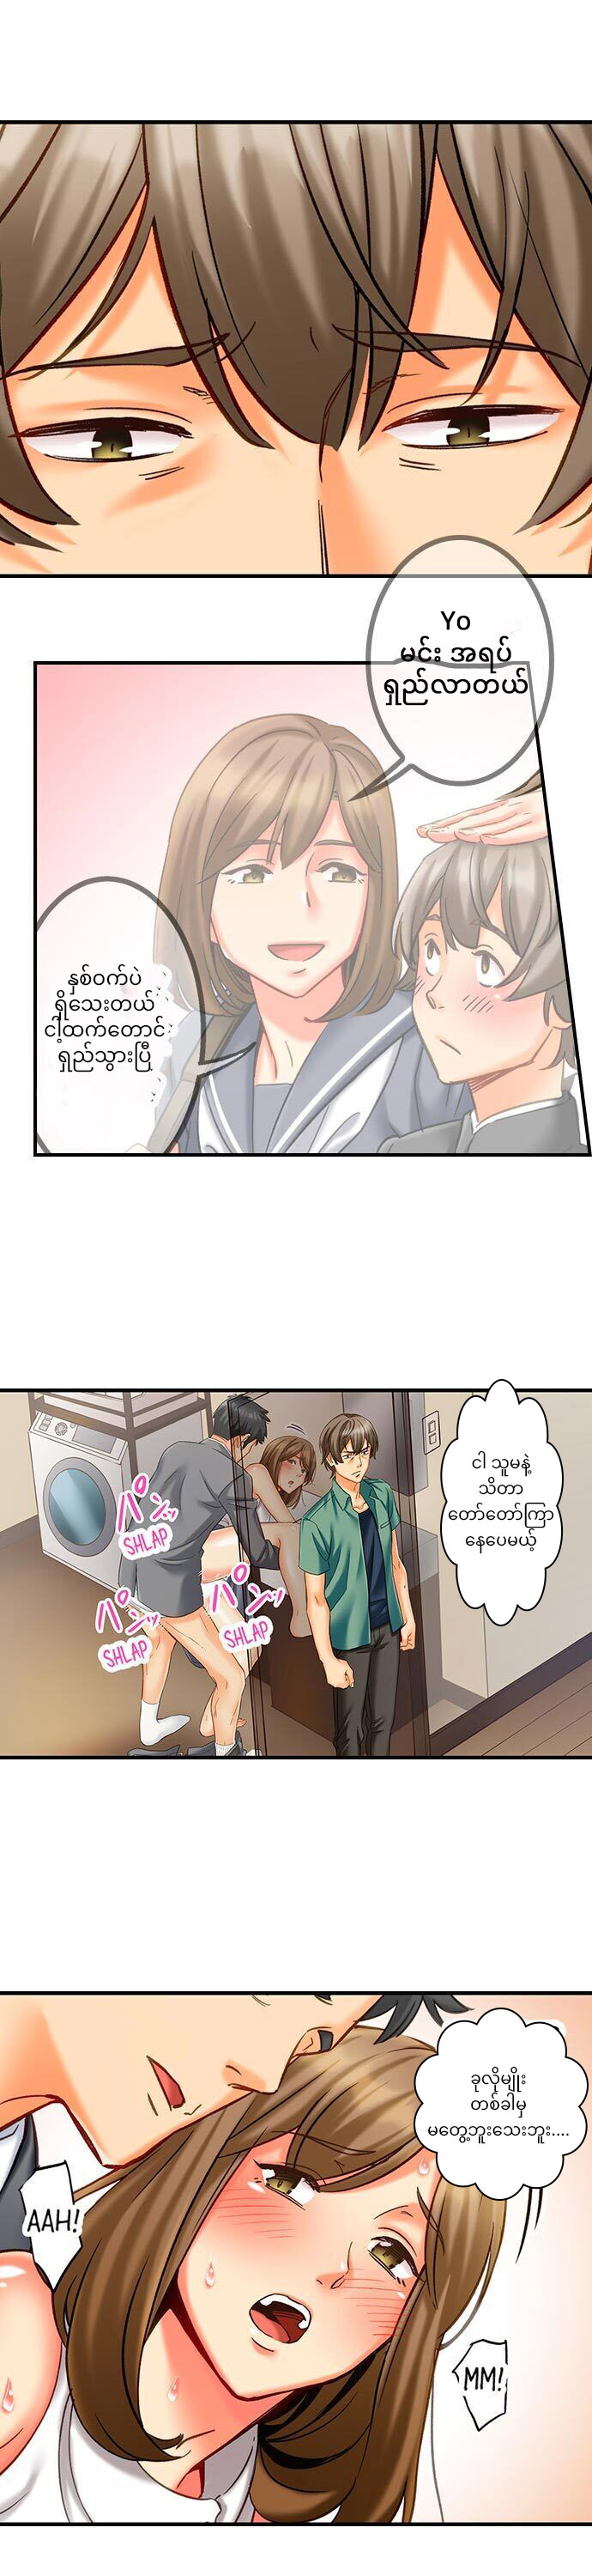 Yo
မင်း အရပ်
ရှည်လာတယ်
နှစ်ဝက်ပဲ
ရှိသေးတယ်
ငါ့ထက်တောင်
ရှည်သွားပြီ
ငါ သူမနဲ့
သိတာ
တော်တော်ကြာ
နေပေမယ့်
パンッ
SHLAP
パンッ
SHLAP
パンッ
SHLAP
ခုလိုမျိုး
တစ်ခါမှ
မတွေ့ဘူးသေးဘူး....
AAH!
MM!